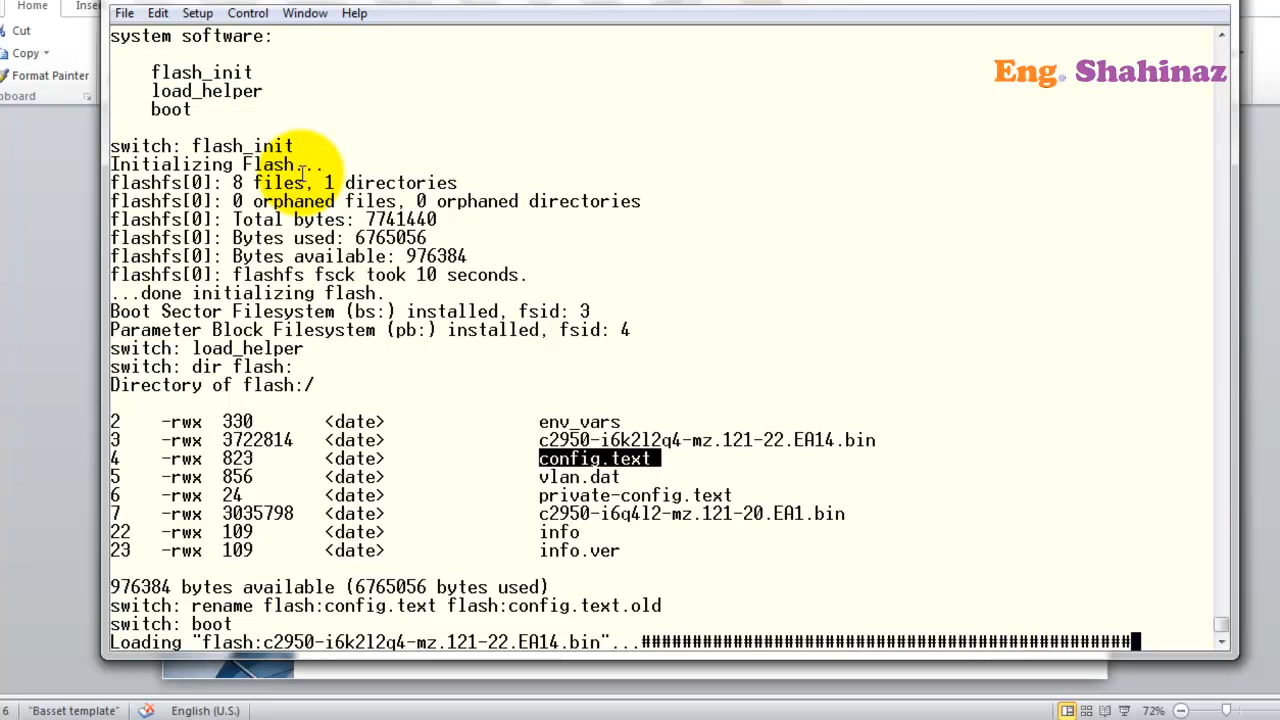 Home
Inser
Cut
Copy
Format Painter
pboard
File Edit Setup Control Window Help
Eng. Shahinaz
system software:
flash_init
load_helper
boot
switch: flash_init
Initializing Flash...
flashfs[0]: 8 files, 1 directories
flashfs[0]: 0 orphaned files, 0 orphaned directories
flashfs[0]: Total bytes: 7741440
flashfs[0]: Bytes used: 6765056
flashfs[0]: Bytes available: 976384
flashfs[0]: flashfs fsck took 10 seconds.
...done initializing flash.
Boot Sector Filesystem (bs:) installed, fsid: 3
Parameter Block Filesystem (pb:) installed, fsid: 4
switch: load_helper
switch: dir flash:
Directory of flash:/
2 -rwx 330 <date> env_vars
3 -rwx 3722814 <date> c2950-i6k2l2q4-mz.121-22.EA14.bin
4 -rwx 823 <date> config.text
5 -rwx 856 <date> vlan.dat
6 -rwx 24 <date> private-config.text
7 -rwx 3035798 <date> c2950-i6q4l2-mz.121-20.EA1.bin
22 -rwx 109 <date> info
23 -rwx 109 <date> info.ver
976384 bytes available (6765056 bytes used)
switch: rename flash:config.text flash:config.text.old
switch: boot
Loading "flash:c2950-i6k2l2q4-mz.121-22.EA14.bin"...################################################
6 "Basset template" English (U.S.) 72%